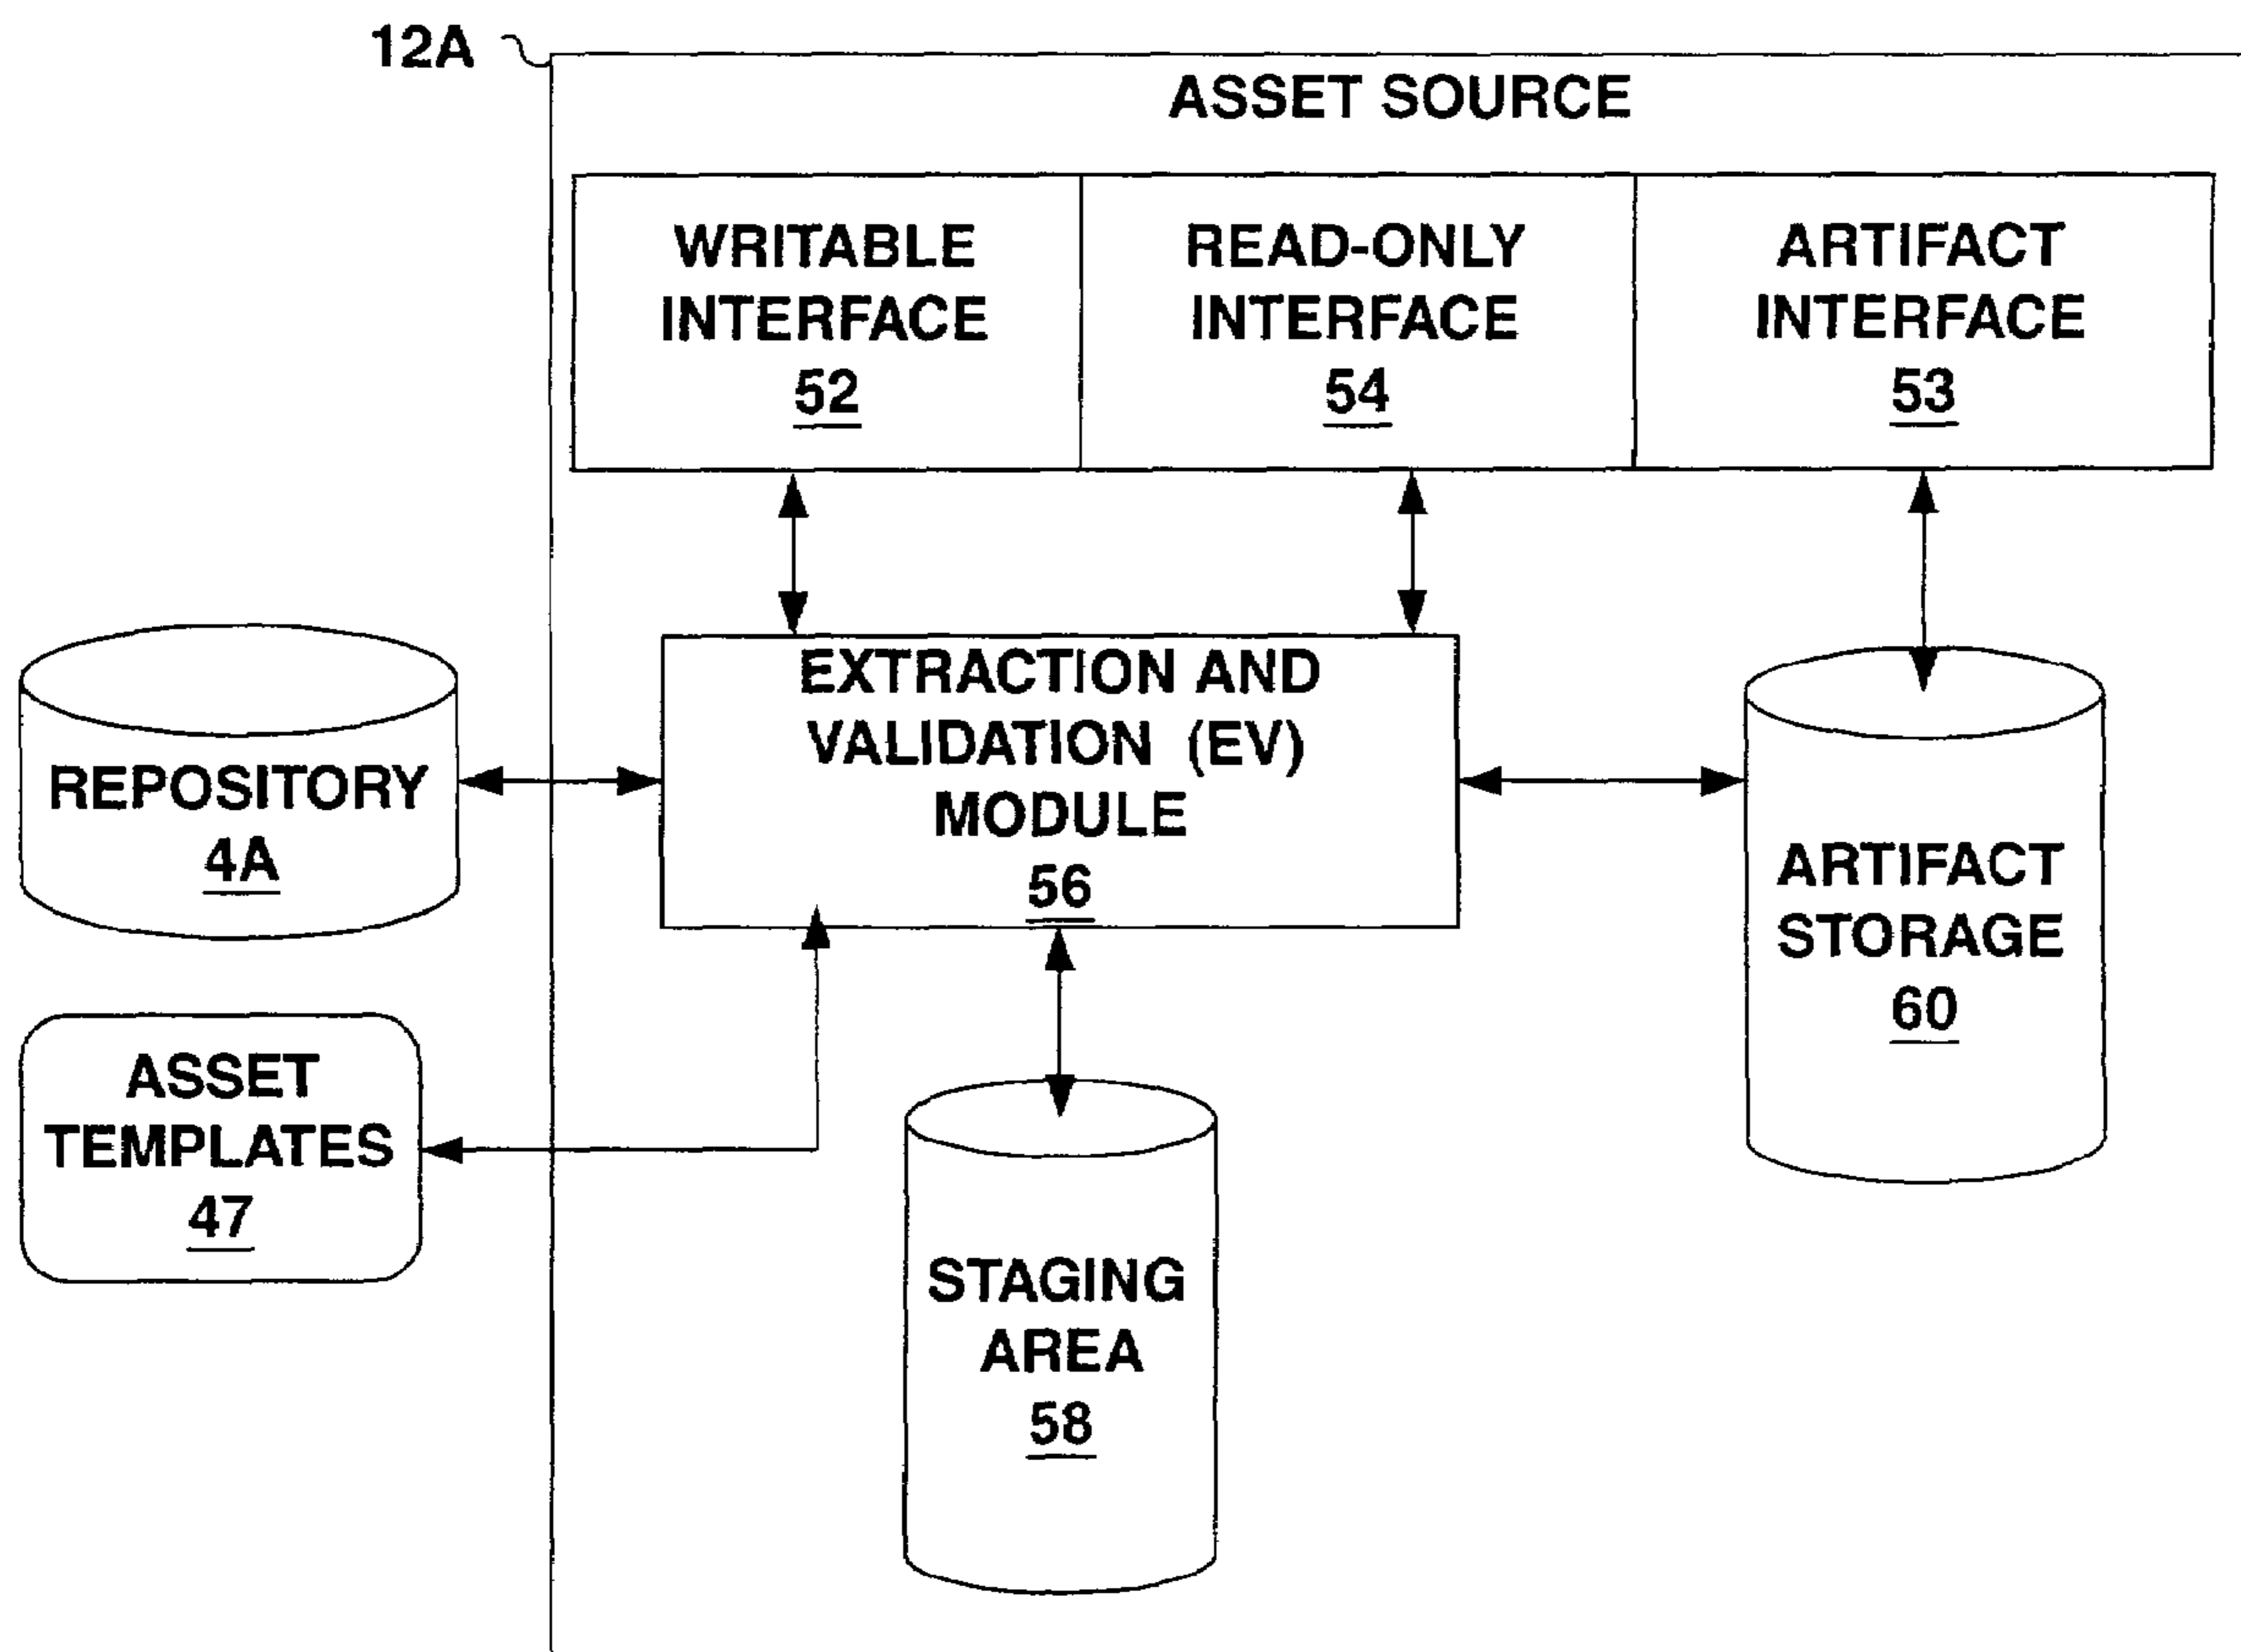 12A
ASSET SOURCE
WRITABLE
INTERFACE
52
READ-ONLY
INTERFACE
54
ARTIFACT
INTERFACE
53
EXTRACTION AND
VALIDATION (EV)
MODULE
56
REPOSITORY
4A
ARTIFACT
STORAGE
60
ASSET
TEMPLATES
47
STAGING
AREA
58